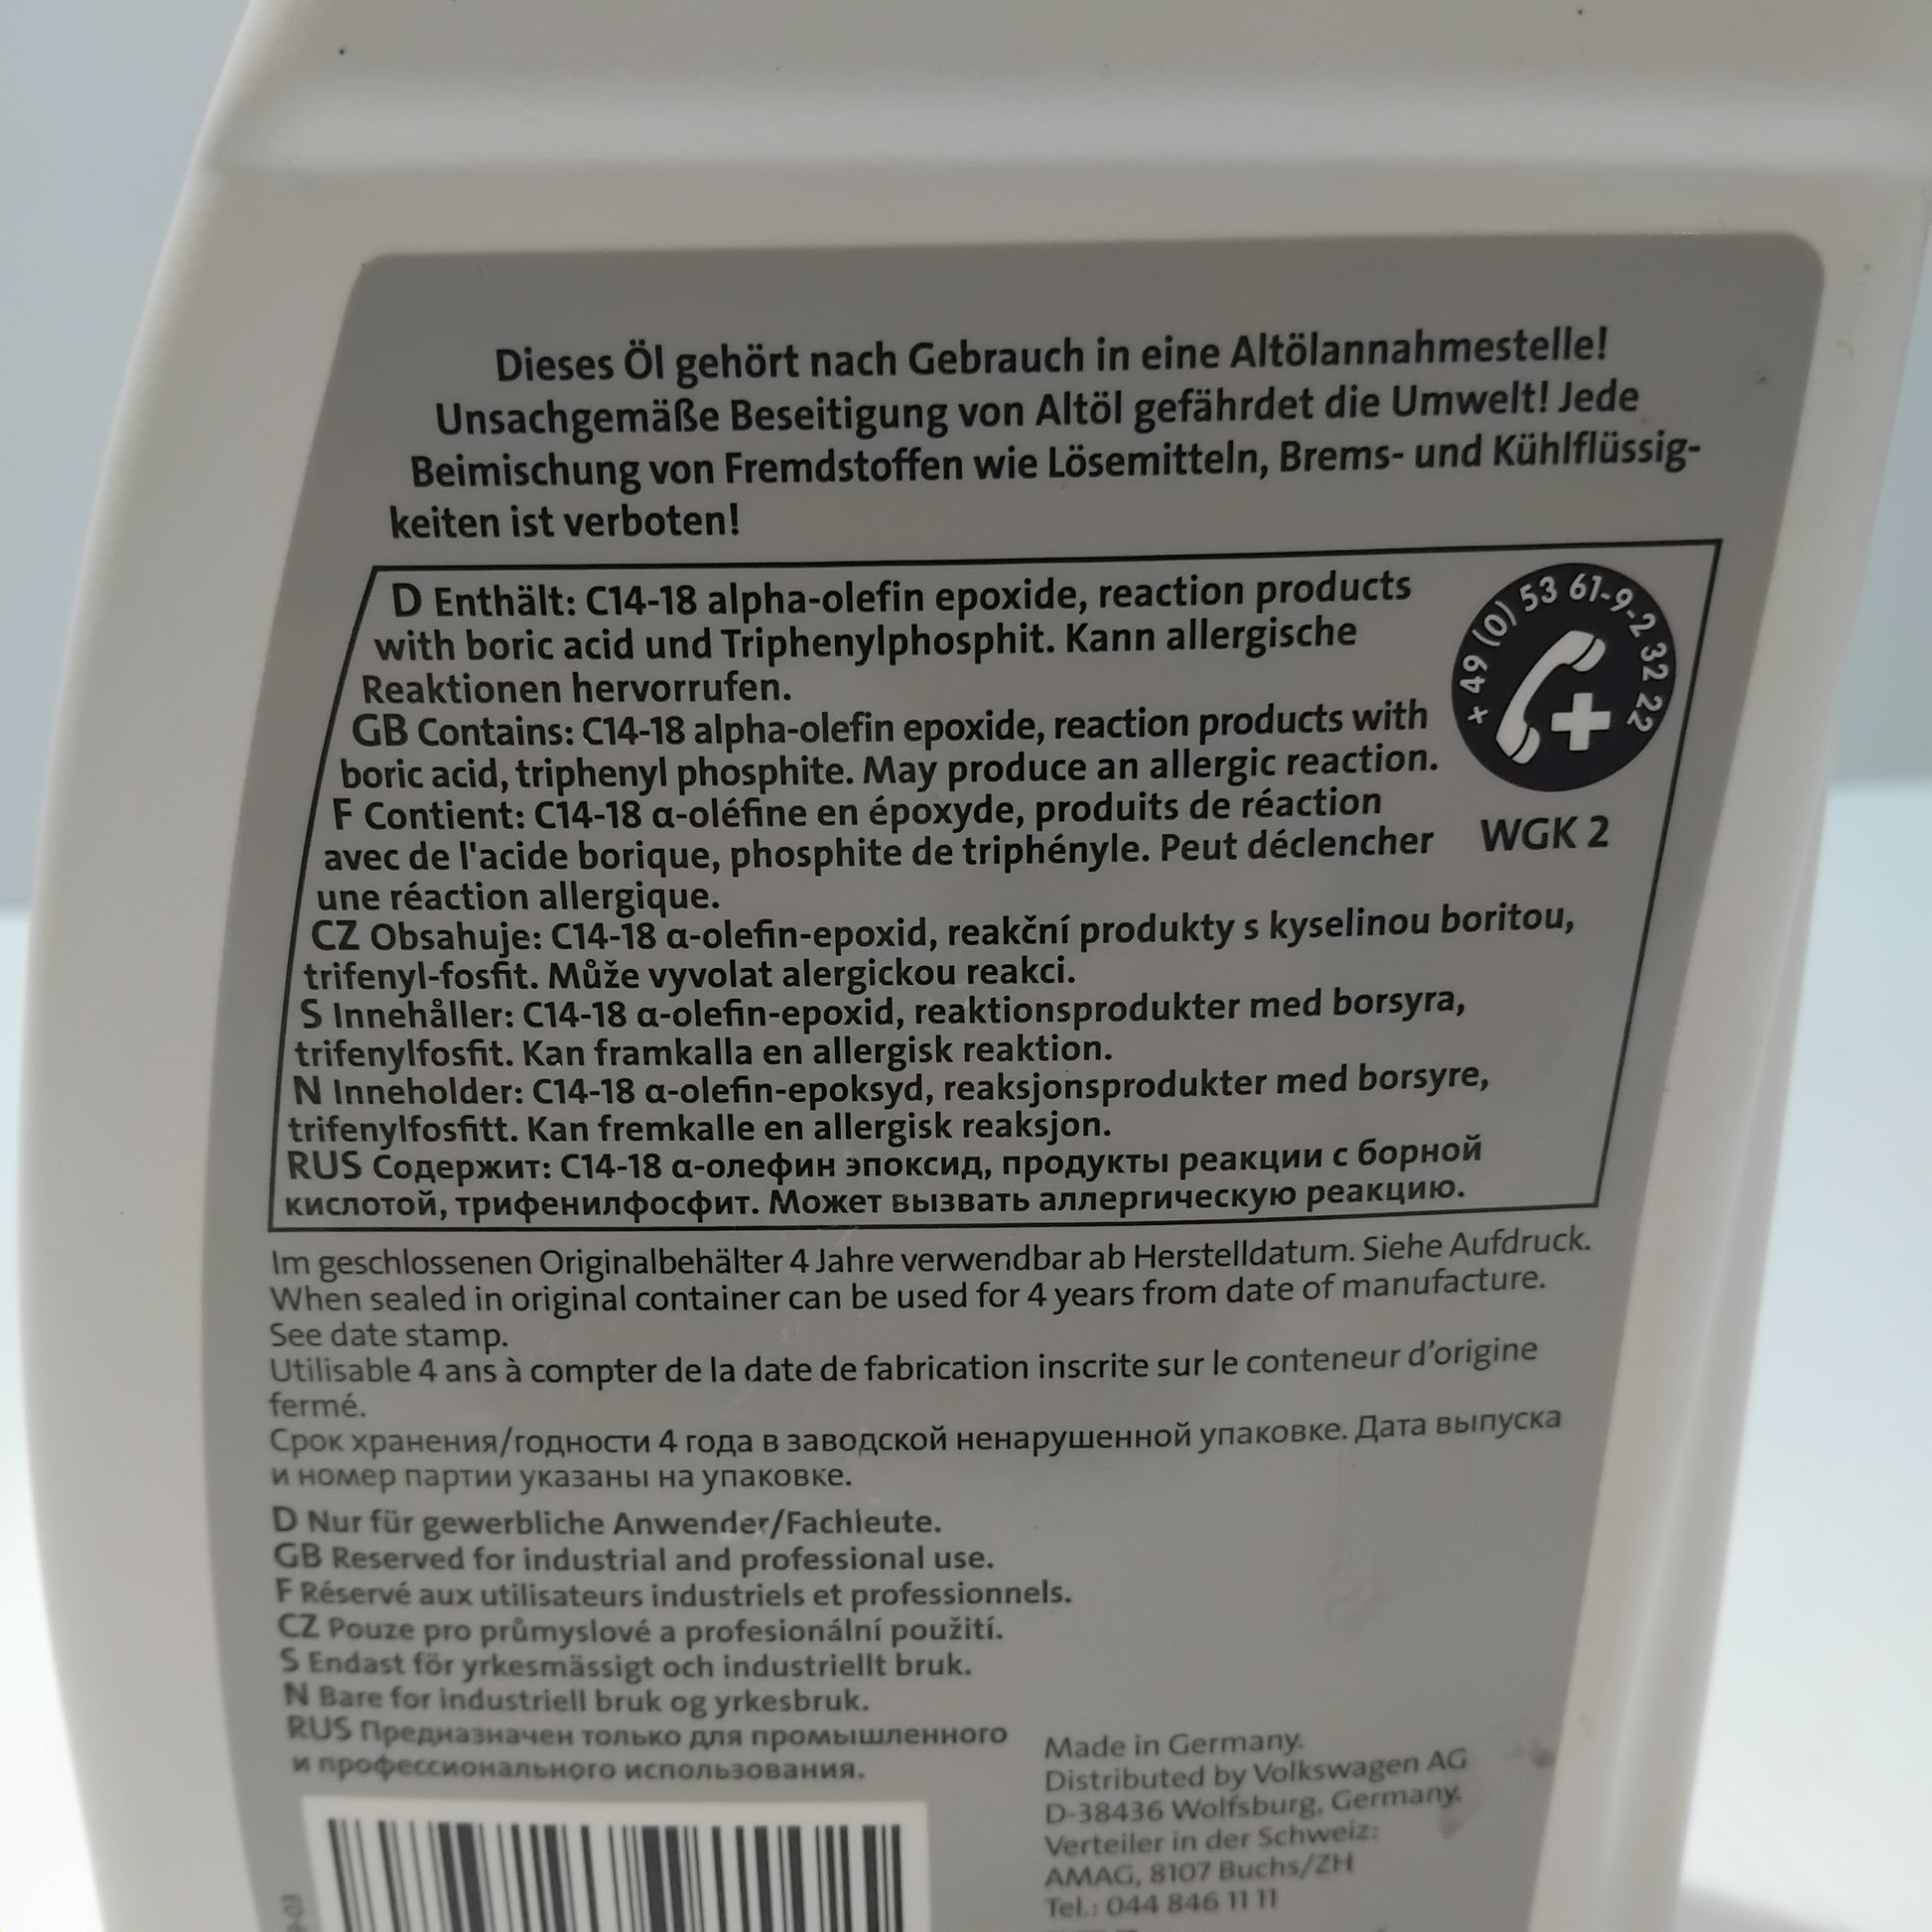 Dieses Öl gehört nach Gebrauch in eine Altölannahmestelle!
Unsachgemäße Beseitigung von Altöl gefährdet die Umwelt! Jede
Beimischung von Fremdstoffen wie Lösemitteln, Brems- und Kühlflüssig-
keiten ist verboten!
D Enthält: C14-18 alpha-olefin epoxide, reaction products
with boric acid und Triphenylphosphit. Kann allergische
Reaktionen hervorrufen.
GB Contains: C14-18 alpha-olefin epoxide, reaction products with
boric acid, triphenyl phosphite. May produce an allergic reaction.
F Contient: C14-18 α-oléfine en époxyde, produits de réaction
avec de l'acide borique, phosphite de triphényle. Peut déclencher
une réaction allergique.
CZ Obsahuje: C14-18 α-olefin-epoxid, reakční produkty s kyselinou boritou,
trifenyl-fosfit. Může vyvolat alergickou reakci.
S Innehåller: C14-18 α-olefin-epoxid, reaktionsprodukter med borsyra,
trifenylfosfit. Kan framkalla en allergisk reaktion.
N Inneholder: C14-18 α-olefin-epoksyd, reaksjonsprodukter med borsyre,
trifenylfosfitt. Kan fremkalle en allergisk reaksjon.
RUS Содержит: C14-18 α-олефин эпоксид, продукты реакции с борной
кислотой, трифенилфосфит. Может вызвать аллергическую реакцию.
+ 49 (0) 53 61-9-2 32 22
WGK 2
Im geschlossenen Originalbehälter 4 Jahre verwendbar ab Herstelldatum. Siehe Aufdruck.
When sealed in original container can be used for 4 years from date of manufacture.
See date stamp.
Utilisable 4 ans à compter de la date de fabrication inscrite sur le conteneur d'origine
fermé.
Срок хранения/годности 4 года в заводской ненарушенной упаковке. Дата выпуска
и номер партии указаны на упаковке.
D Nur für gewerbliche Anwender/Fachleute.
GB Reserved for industrial and professional use.
F Réservé aux utilisateurs industriels et professionnels.
CZ Pouze pro průmyslové a profesionální použití.
S Endast för yrkesmässigt och industriellt bruk.
N Bare for industriell bruk og yrkesbruk.
RUS Предназначен только для промышленного
и профессионального использования.
Made in Germany.
Distributed by Volkswagen AG
D-38436 Wolfsburg, Germany.
Verteiler in der Schweiz:
AMAG, 8107 Buchs/ZH
Tel.: 044 846 11 11